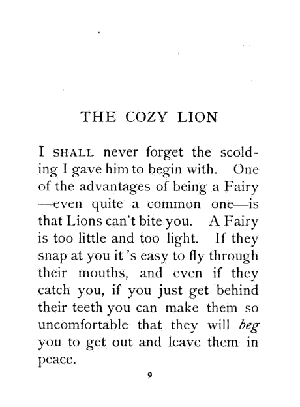 THE COZY LION
I SHALL never forget the scold-
ing I gave him to begin with. One
of the advantages of being a Fairy
—even quite a common one—is
that Lions can't bite you. A Fairy
is too little and too light. If they
snap at you it's easy to fly through
their mouths, and even if they
catch you, if you just get behind
their teeth you can make them so
uncomfortable that they will beg
you to get out and leave them in
peace.
9